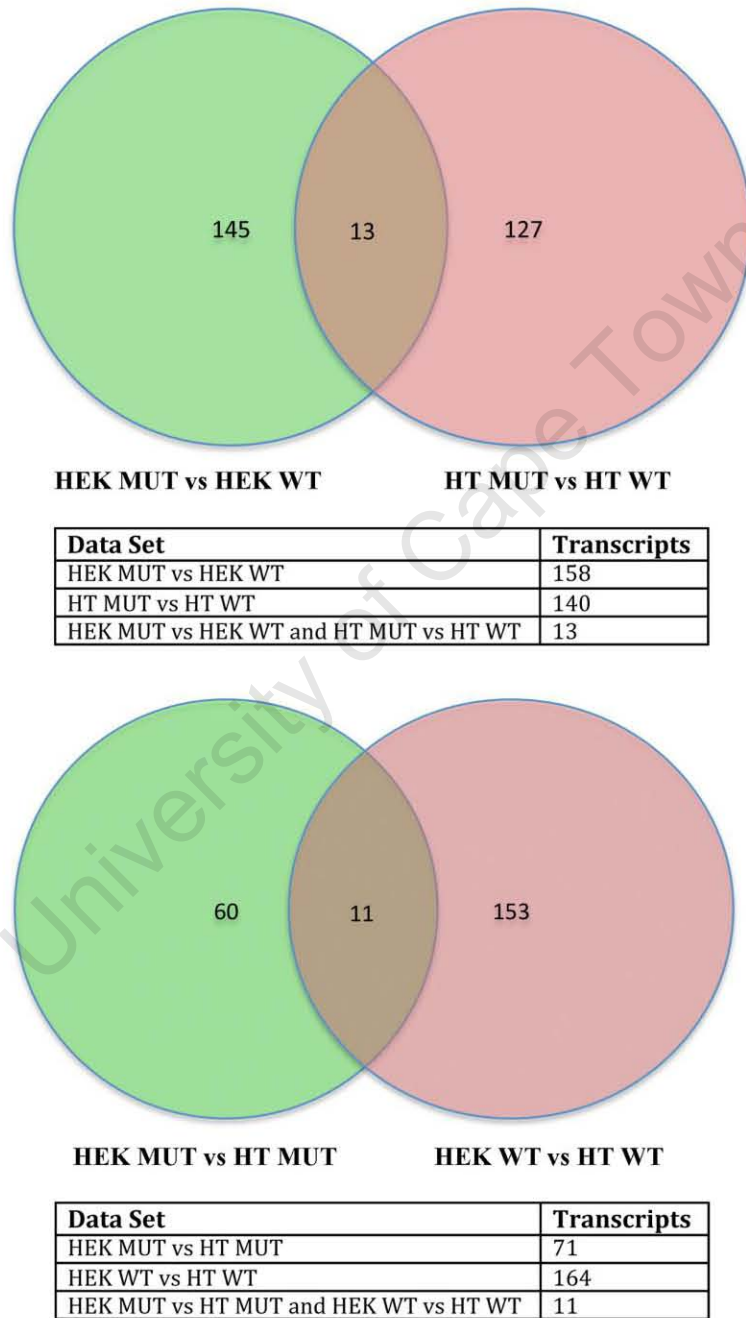 145 13 127
HEK MUT vs HEK WT HT MUT vs HT WT
Data Set Transcripts
HEK MUT vs HEK WT 158
HT MUT vs HT WT 140
HEK MUT vs HEK WT and HT MUT vs HT WT 13
60 11 153
HEK MUT vs HT MUT HEK WT vs HT WT
Data Set Transcripts
HEK MUT vs HT MUT 71
HEK WT vs HT WT 164
HEK MUT vs HT MUT and HEK WT vs HT WT 11
University of Cape Town